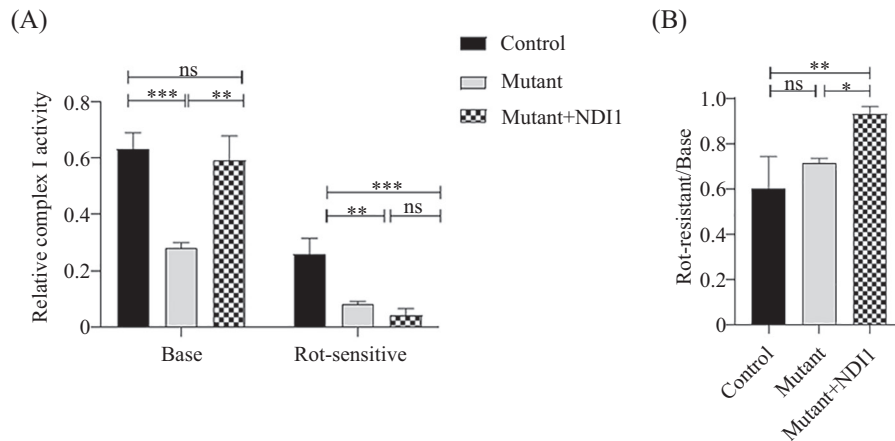 (A)
Relative complex I activity
0.8
0.6
0.4
0.2
0
ns
*** **
***
** ns
Base Rot-sensitive
Control
Mutant
Mutant+NDI1
(B)
Rot-resistant/Base
1.0
0.8
0.6
0.4
0.2
0
**
ns *
Control
Mutant
Mutant+NDI1